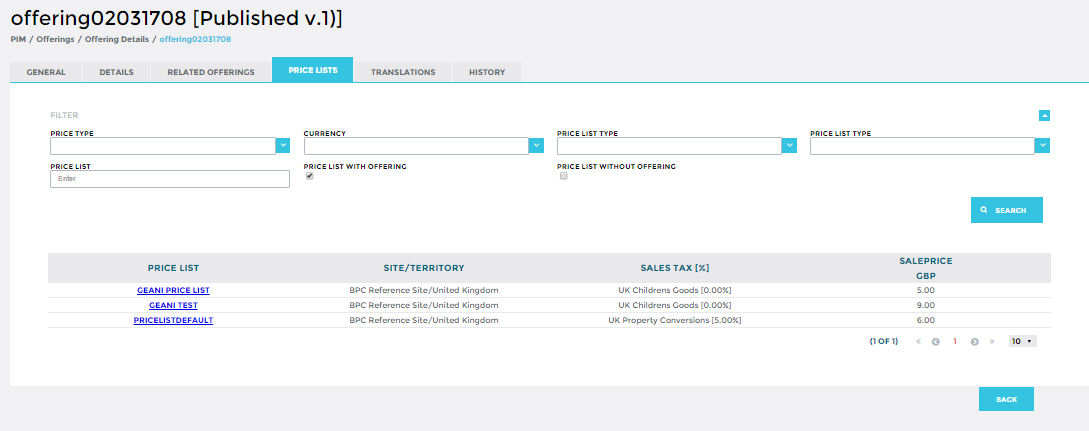 offering02031708 [Published v.1)]
PIM / Offerings / Offering Details / offering02031708
GENERAL DETAILS RELATED OFFERINGS PRICE LISTS TRANSLATIONS HISTORY
FILTER
PRICE TYPE CURRENCY PRICE LIST TYPE PRICE LIST TYPE
PRICE LIST PRICE LIST WITH OFFERING PRICE LIST WITHOUT OFFERING
Enter
SEARCH
PRICE LIST SITE/TERRITORY SALES TAX [%] SALEPRICE
GBP
GEANI PRICE LIST BPC Reference Site/United Kingdom UK Childrens Goods [0.00%] 5.00
GEANI TEST BPC Reference Site/United Kingdom UK Childrens Goods [0.00%] 9.00
PRICELISTDEFAULT BPC Reference Site/United Kingdom UK Property Conversions [5.00%] 6.00
(1 OF 1) « 1 » 10
BACK